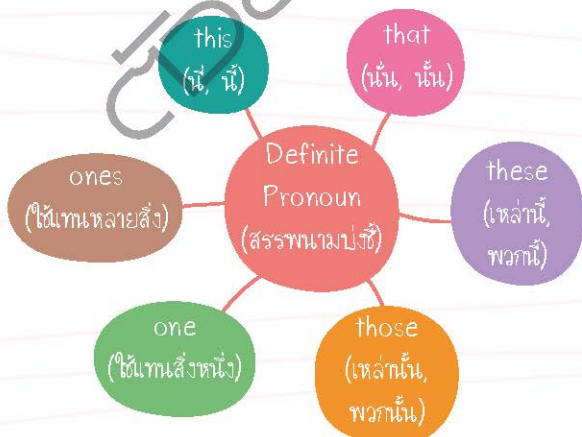 this
(นี่, นี้)
that
(นั่น, นั้น)
Definite
Pronoun
(สรรพนามบ่งชี้)
these
(เหล่านี้,
พวกนี้)
those
(เหล่านั้น,
พวกนั้น)
one
(ใช้แทนสิ่งหนึ่ง)
ones
(ใช้แทนหลายสิ่ง)